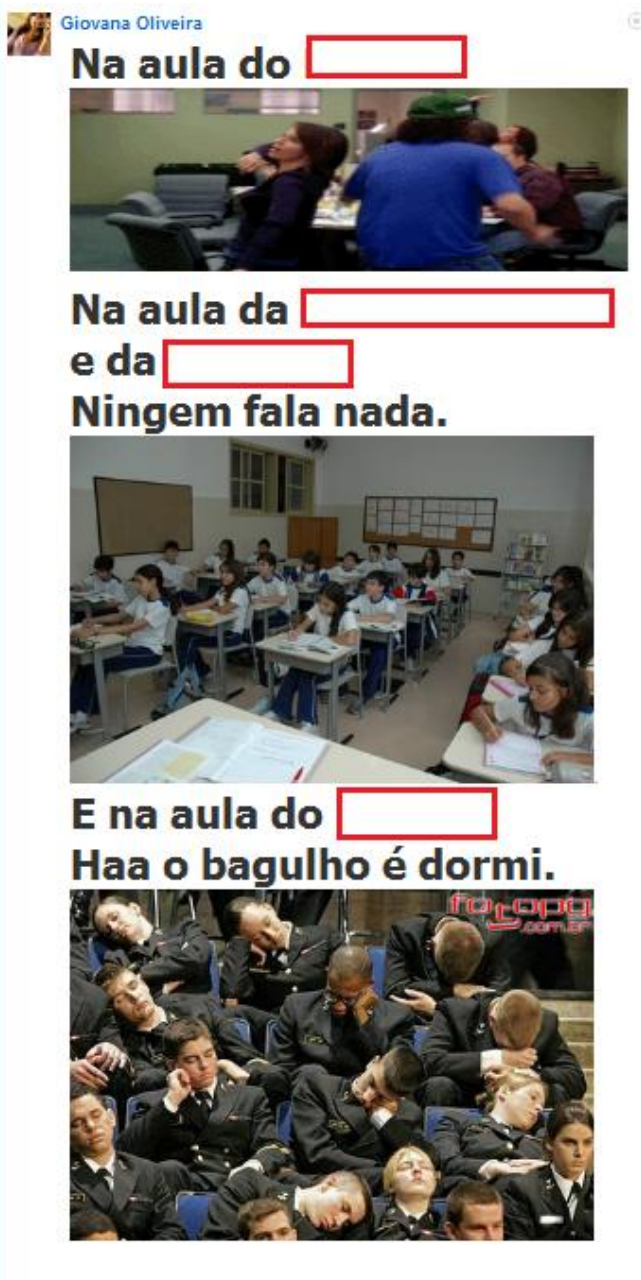 Giovana Oliveira
Na aula do
Na aula da
e da
Ningem fala nada.
E na aula do
Haa o bagulho é dormi.
fotopg
.com.br